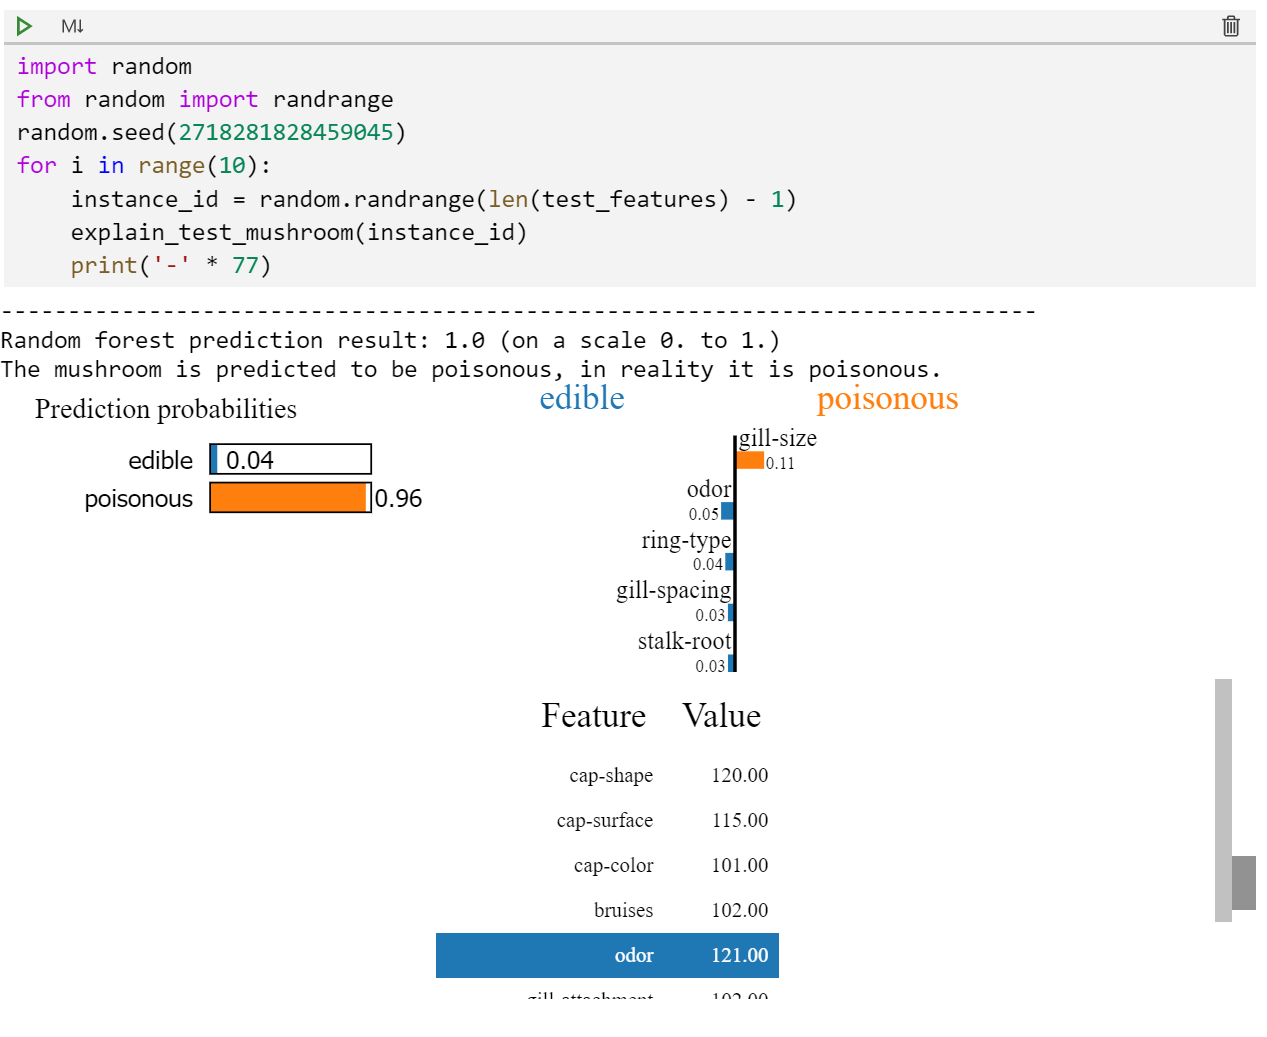 M↓
import random
from random import randrange
random.seed(2718281828459045)
for i in range(10):
    instance_id = random.randrange(len(test_features) - 1)
    explain_test_mushroom(instance_id)
    print('-' * 77)
-----------------------------------------------------------------------------
Random forest prediction result: 1.0 (on a scale 0. to 1.)
The mushroom is predicted to be poisonous, in reality it is poisonous.
Prediction probabilities
edible 0.04
poisonous 0.96
edible poisonous
gill-size
0.11
odor
0.05
ring-type
0.04
gill-spacing
0.03
stalk-root
0.03
Feature Value
cap-shape 120.00
cap-surface 115.00
cap-color 101.00
bruises 102.00
odor 121.00
gill-attachment 102.00